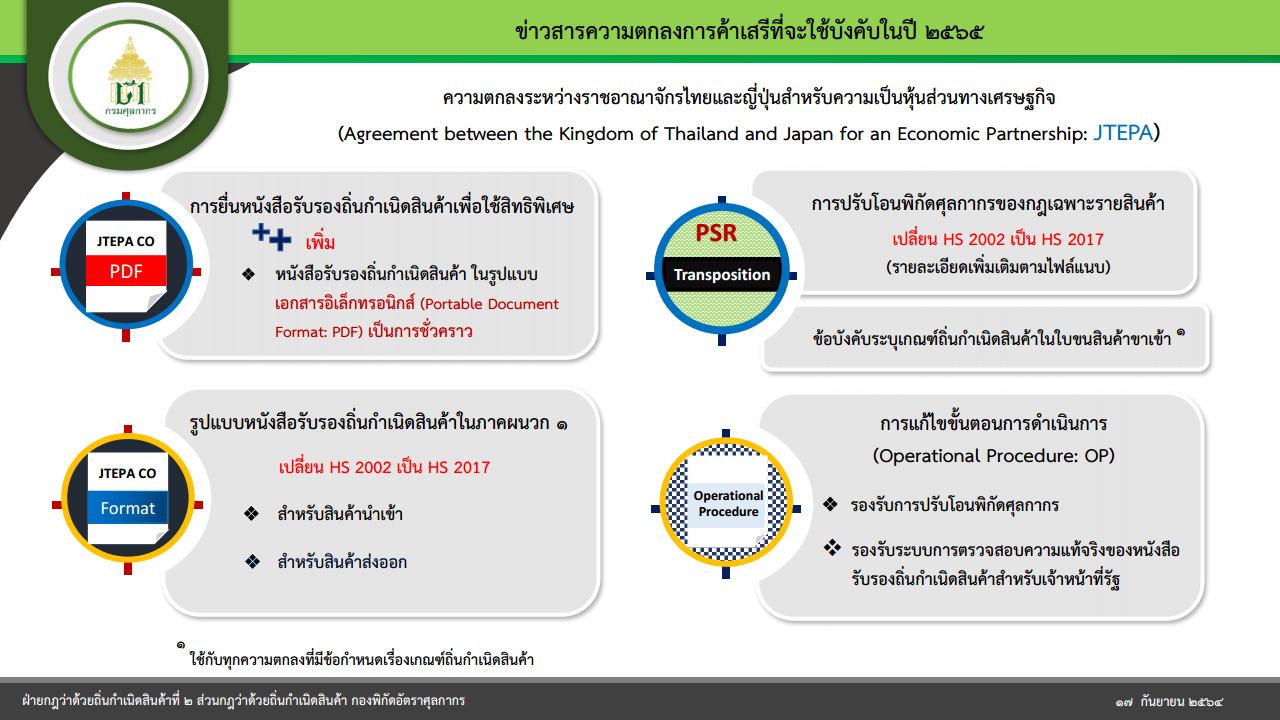 ข่าวสารความตกลงการค้าเสรีที่จะใช้บังคับในปี ๒๕๖๕
กรมศุลกากร
ความตกลงระหว่างราชอาณาจักรไทยและญี่ปุ่นสำหรับความเป็นหุ้นส่วนทางเศรษฐกิจ
(Agreement between the Kingdom of Thailand and Japan for an Economic Partnership: JTEPA)
JTEPA CO
PDF
การยื่นหนังสือรับรองถิ่นกำเนิดสินค้าเพื่อใช้สิทธิพิเศษ
เพิ่ม
❖ หนังสือรับรองถิ่นกำเนิดสินค้า ในรูปแบบ
เอกสารอิเล็กทรอนิกส์ (Portable Document
Format: PDF) เป็นการชั่วคราว
PSR
Transposition
การปรับโอนพิกัดศุลกากรของกฎเฉพาะรายสินค้า
เปลี่ยน HS 2002 เป็น HS 2017
(รายละเอียดเพิ่มเติมตามไฟล์แนบ)
ข้อบังคับระบุเกณฑ์ถิ่นกำเนิดสินค้าในใบขนสินค้าขาเข้า ๑
JTEPA CO
Format
รูปแบบหนังสือรับรองถิ่นกำเนิดสินค้าในภาคผนวก ๑
เปลี่ยน HS 2002 เป็น HS 2017
❖ สำหรับสินค้านำเข้า
❖ สำหรับสินค้าส่งออก
Operational
Procedure
การแก้ไขขั้นตอนการดำเนินการ
(Operational Procedure: OP)
❖ รองรับการปรับโอนพิกัดศุลกากร
❖ รองรับระบบการตรวจสอบความแท้จริงของหนังสือ
รับรองถิ่นกำเนิดสินค้าสำหรับเจ้าหน้าที่รัฐ
๑ ใช้กับทุกความตกลงที่มีข้อกำหนดเรื่องเกณฑ์ถิ่นกำเนิดสินค้า
ฝ่ายกฎว่าด้วยถิ่นกำเนิดสินค้าที่ ๒ ส่วนกฎว่าด้วยถิ่นกำเนิดสินค้า กองพิกัดอัตราศุลกากร
๑๗ กันยายน ๒๕๖๔